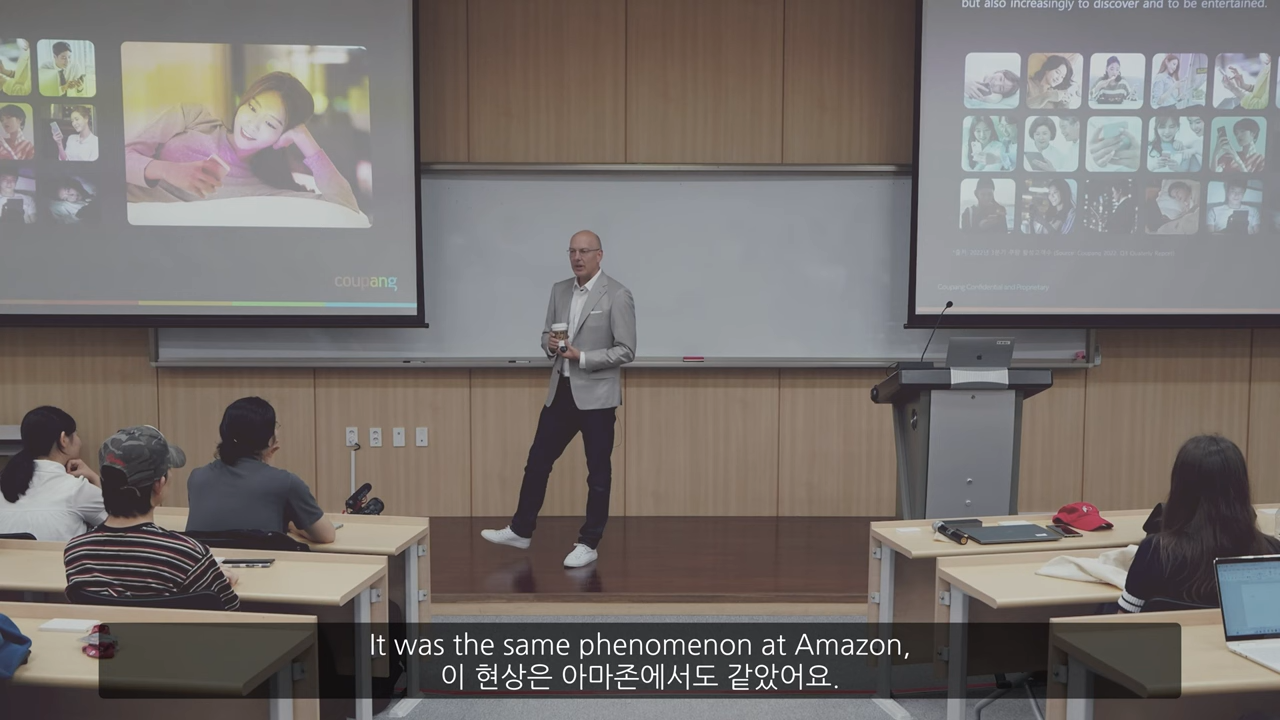 but also increasingly to discover and to be entertained.
coupang
Coupang Confidential and Proprietary
It was the same phenomenon at Amazon,
이 현상은 아마존에서도 같았어요.